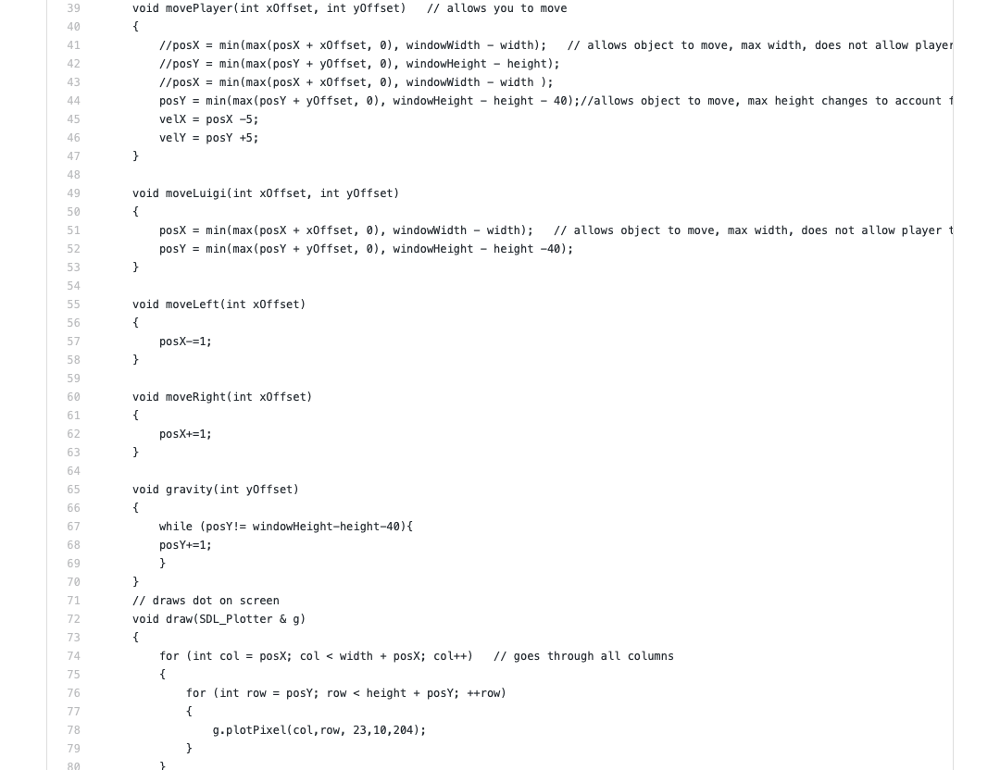 39 void movePlayer(int xOffset, int yOffset)   // allows you to move
40 {
41 //posX = min(max(posX + xOffset, 0), windowWidth - width);   // allows object to move, max width, does not allow player
42 //posY = min(max(posY + yOffset, 0), windowHeight - height);
43 //posX = min(max(posX + xOffset, 0), windowWidth - width );
44 posY = min(max(posY + yOffset, 0), windowHeight - height - 40);//allows object to move, max height changes to account f
45 velX = posX -5;
46 velY = posY +5;
47 }
48
49 void moveLuigi(int xOffset, int yOffset)
50 {
51 posX = min(max(posX + xOffset, 0), windowWidth - width);   // allows object to move, max width, does not allow player t
52 posY = min(max(posY + yOffset, 0), windowHeight - height -40);
53 }
54
55 void moveLeft(int xOffset)
56 {
57 posX-=1;
58 }
59
60 void moveRight(int xOffset)
61 {
62 posX+=1;
63 }
64
65 void gravity(int yOffset)
66 {
67 while (posY!= windowHeight-height-40){
68 posY+=1;
69 }
70 }
71 // draws dot on screen
72 void draw(SDL_Plotter & g)
73 {
74 for (int col = posX; col < width + posX; col++)   // goes through all columns
75 {
76 for (int row = posY; row < height + posY; ++row)
77 {
78 g.plotPixel(col,row, 23,10,204);
79 }
80 }